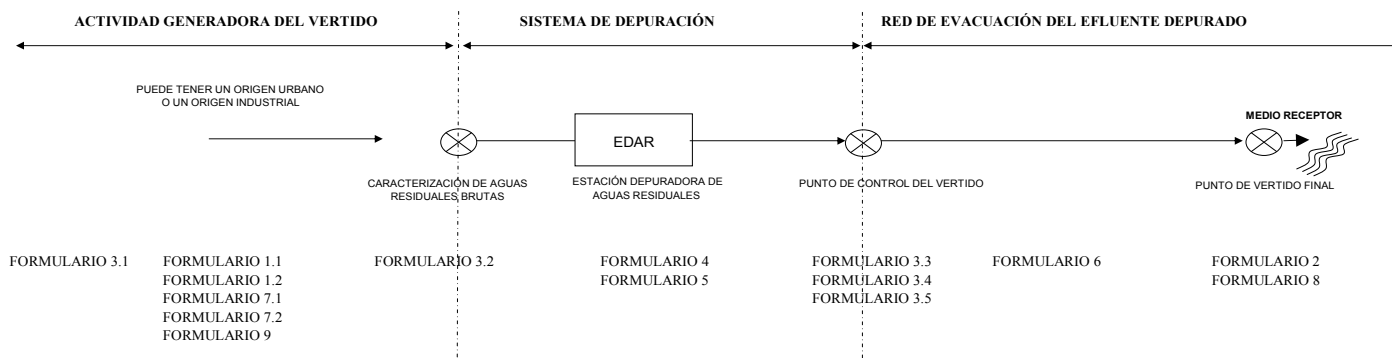 ACTIVIDAD GENERADORA DEL VERTIDO
SISTEMA DE DEPURACIÓN
RED DE EVACUACIÓN DEL EFLUENTE DEPURADO
PUEDE TENER UN ORIGEN URBANO
O UN ORIGEN INDUSTRIAL
EDAR
MEDIO RECEPTOR
CARACTERIZACIÓN DE AGUAS
RESIDUALES BRUTAS
ESTACIÓN DEPURADORA DE
AGUAS RESIDUALES
PUNTO DE CONTROL DEL VERTIDO
PUNTO DE VERTIDO FINAL
FORMULARIO 3.1
FORMULARIO 1.1
FORMULARIO 1.2
FORMULARIO 7.1
FORMULARIO 7.2
FORMULARIO 9
FORMULARIO 3.2
FORMULARIO 4
FORMULARIO 5
FORMULARIO 3.3
FORMULARIO 3.4
FORMULARIO 3.5
FORMULARIO 6
FORMULARIO 2
FORMULARIO 8